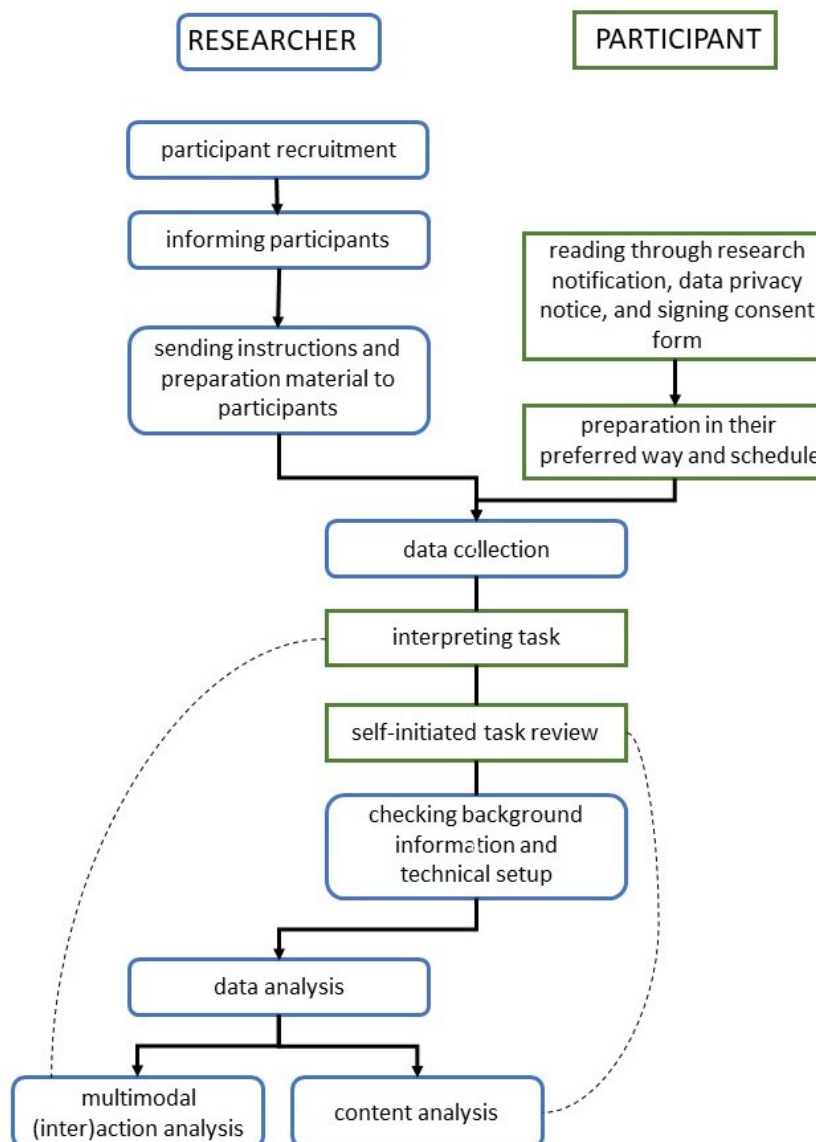 RESEARCHER
PARTICIPANT
participant recruitment
informing participants
sending instructions and
preparation material to
participants
reading through research
notification, data privacy
notice, and signing consent
form
preparation in their
preferred way and schedule
data collection
interpreting task
self-initiated task review
checking background
information and
technical setup
data analysis
multimodal
(inter)action analysis
content analysis